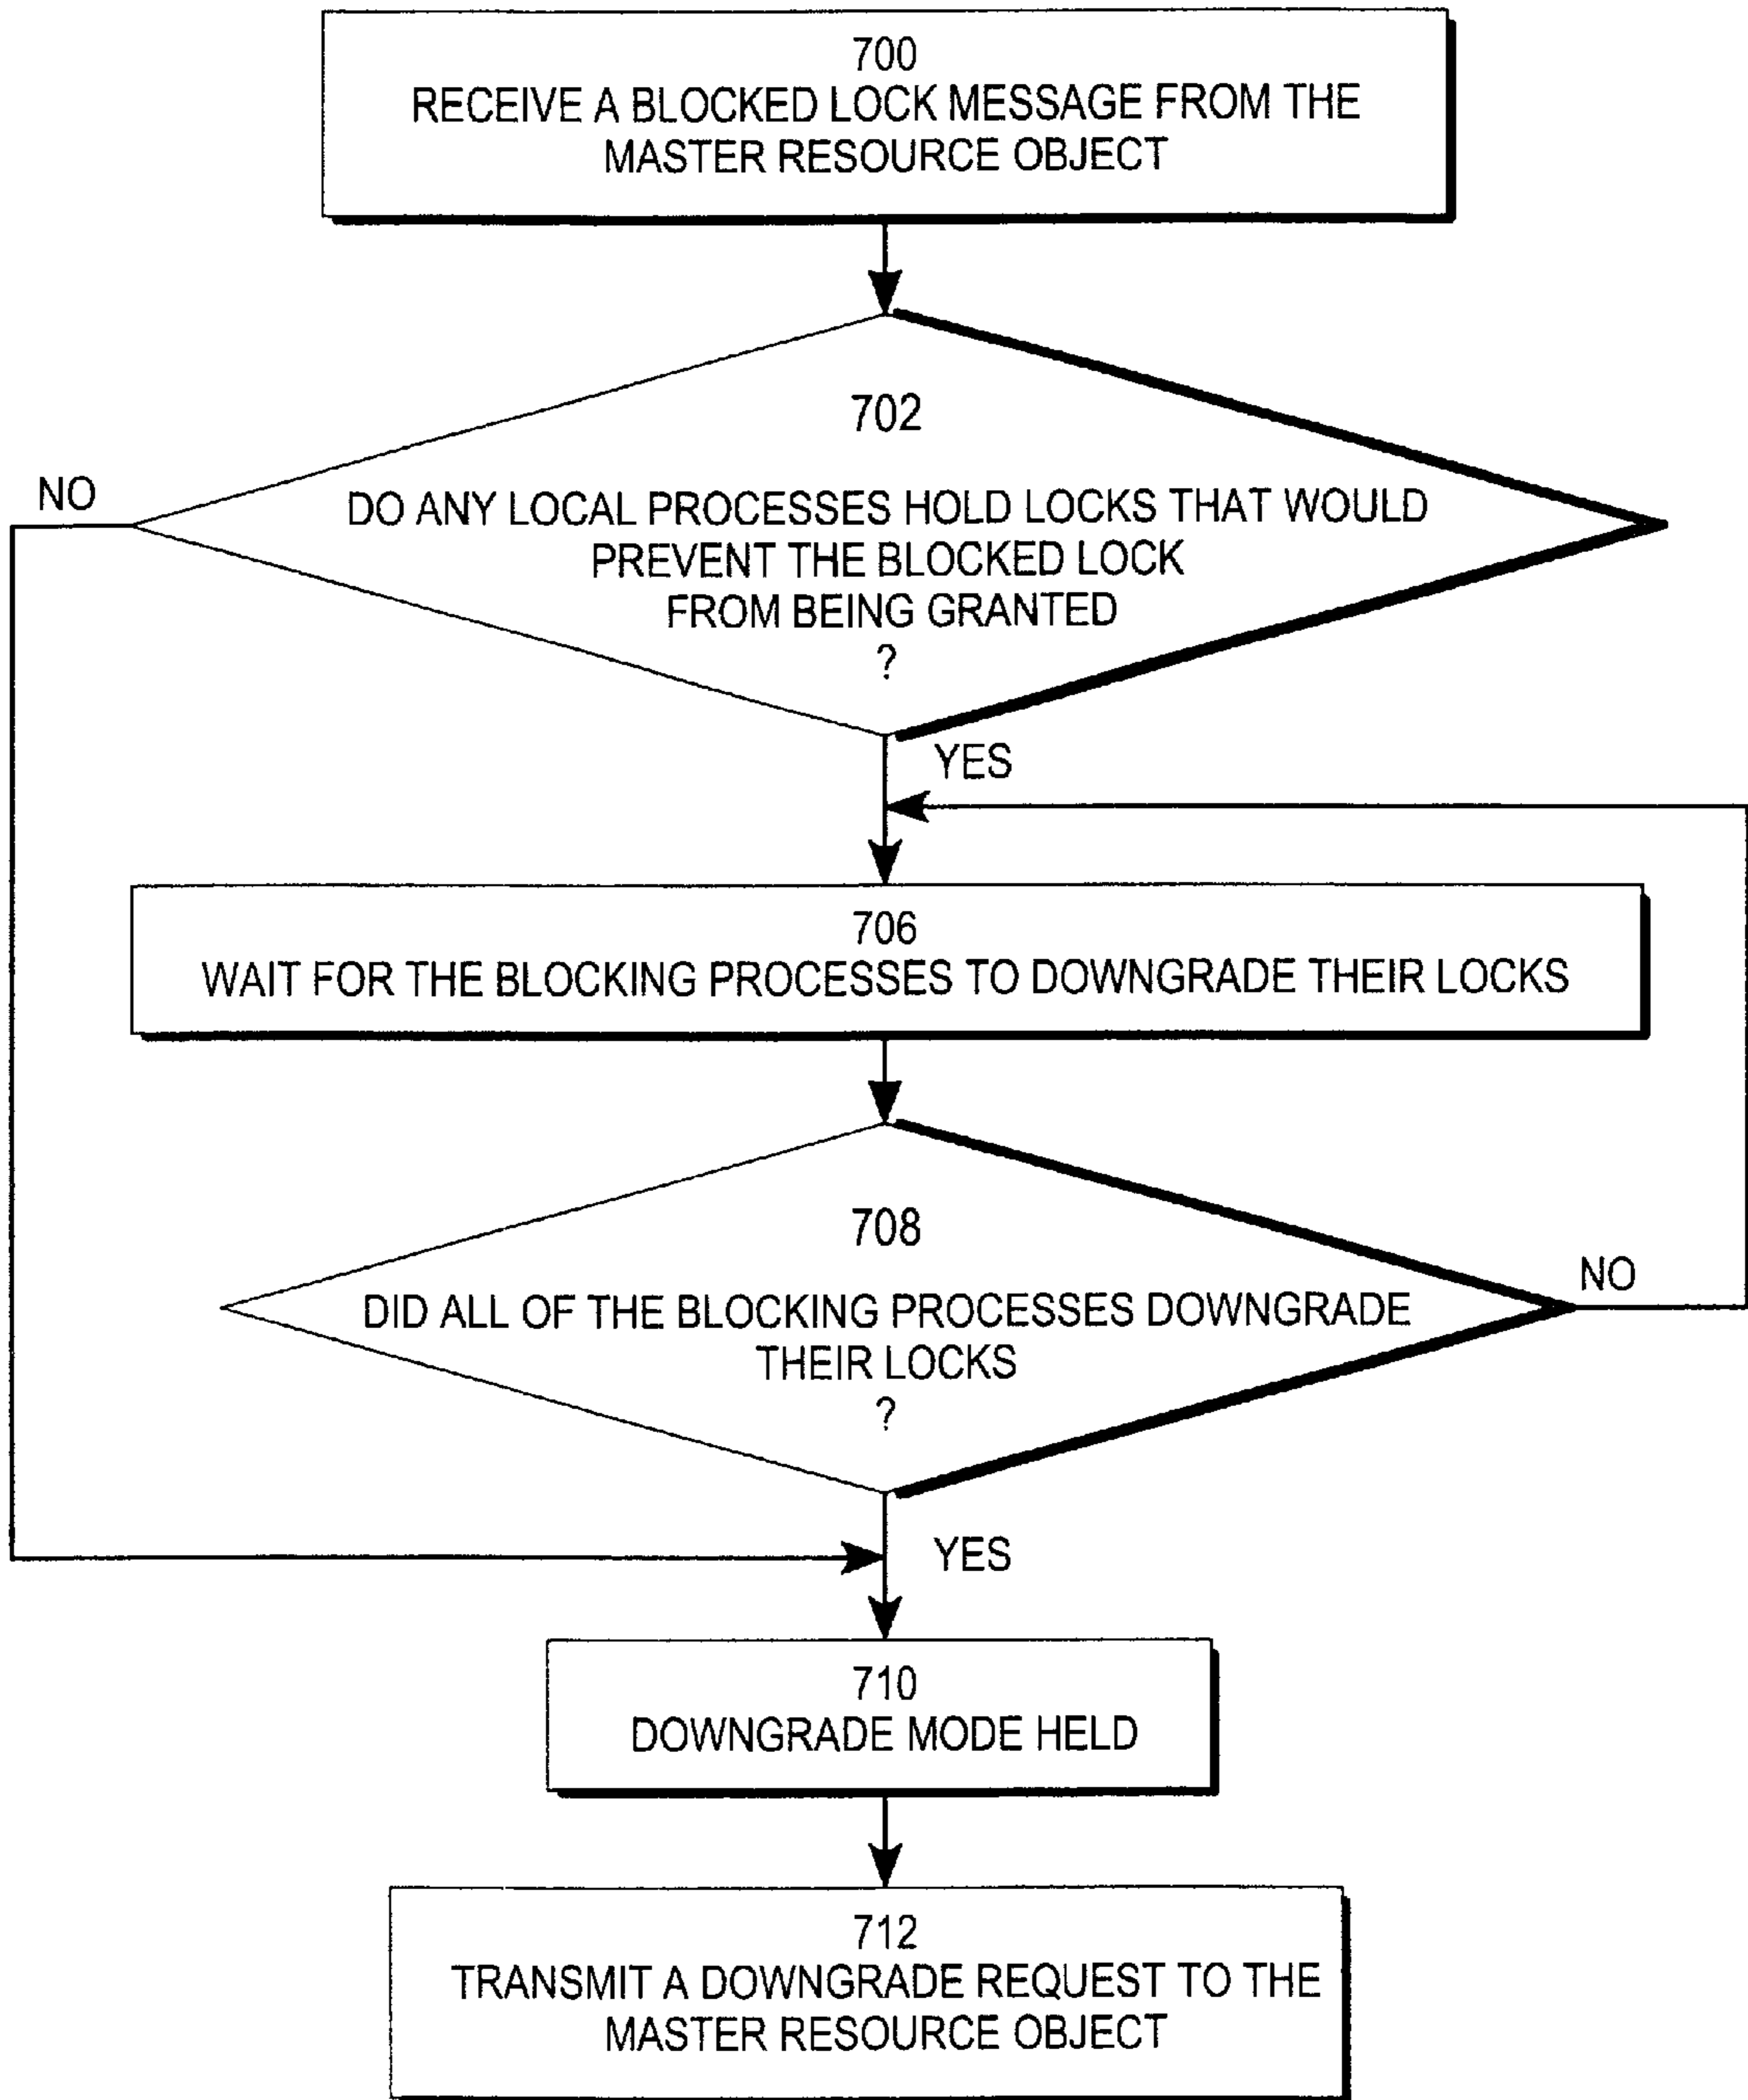 700
RECEIVE A BLOCKED LOCK MESSAGE FROM THE
MASTER RESOURCE OBJECT
702
NO
DO ANY LOCAL PROCESSES HOLD LOCKS THAT WOULD
PREVENT THE BLOCKED LOCK
FROM BEING GRANTED
?
YES
706
WAIT FOR THE BLOCKING PROCESSES TO DOWNGRADE THEIR LOCKS
708
NO
DID ALL OF THE BLOCKING PROCESSES DOWNGRADE
THEIR LOCKS
?
YES
710
DOWNGRADE MODE HELD
712
TRANSMIT A DOWNGRADE REQUEST TO THE
MASTER RESOURCE OBJECT